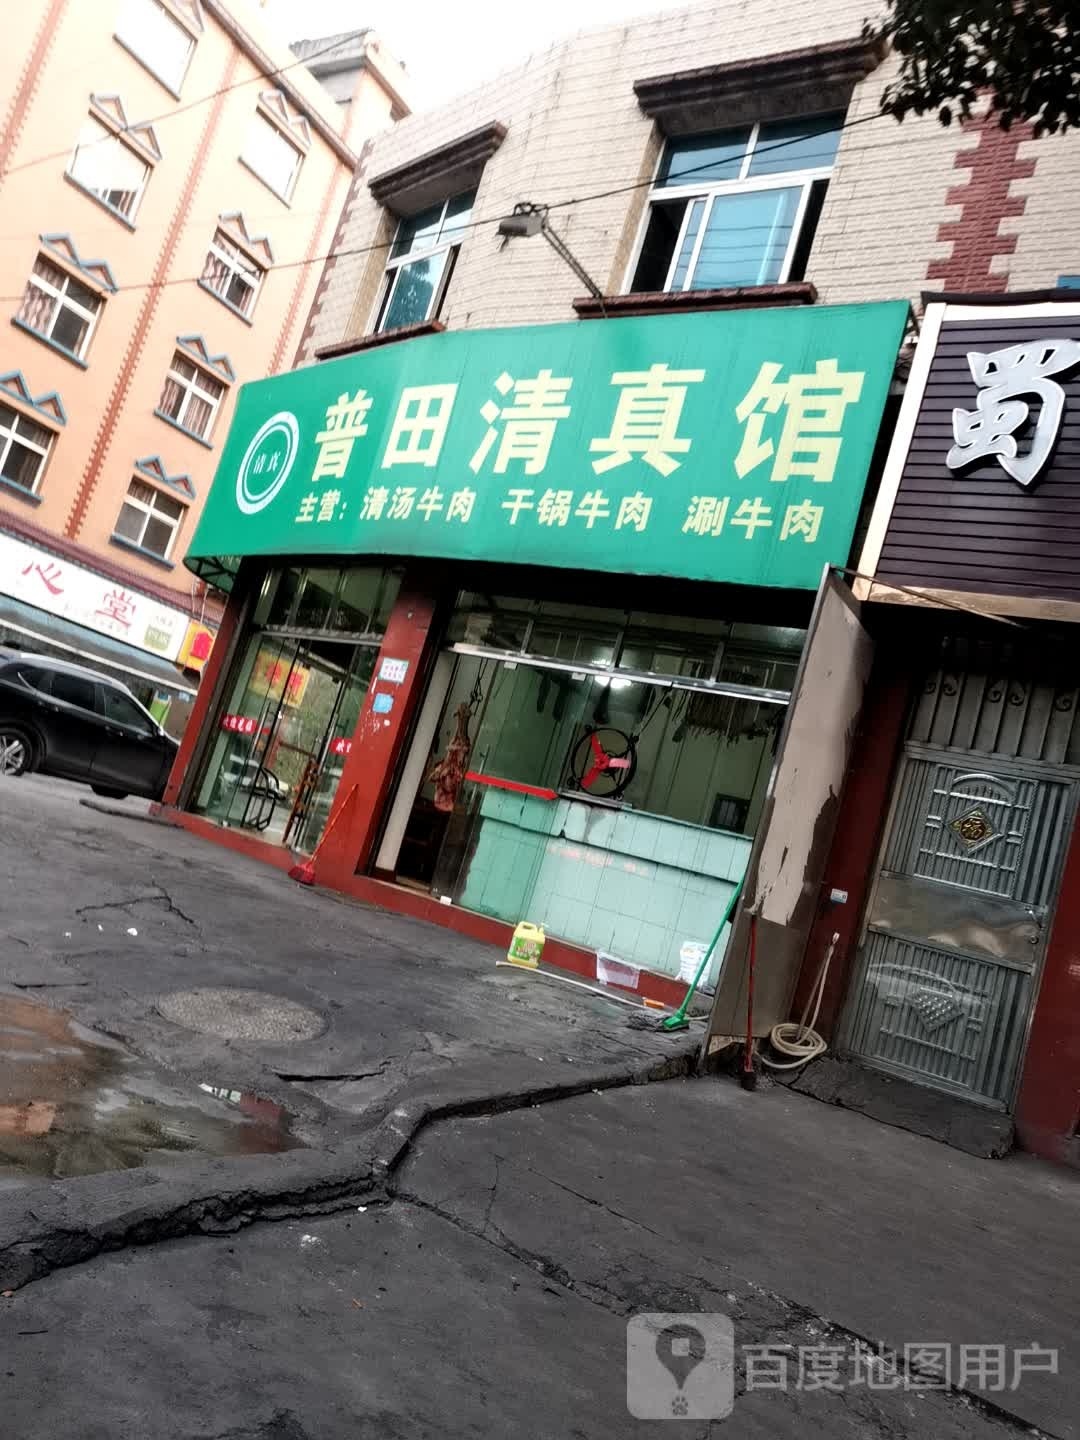 普田清真馆
清真
主营：清汤牛肉 干锅牛肉 涮牛肉
蜀
心堂
百度地图用户